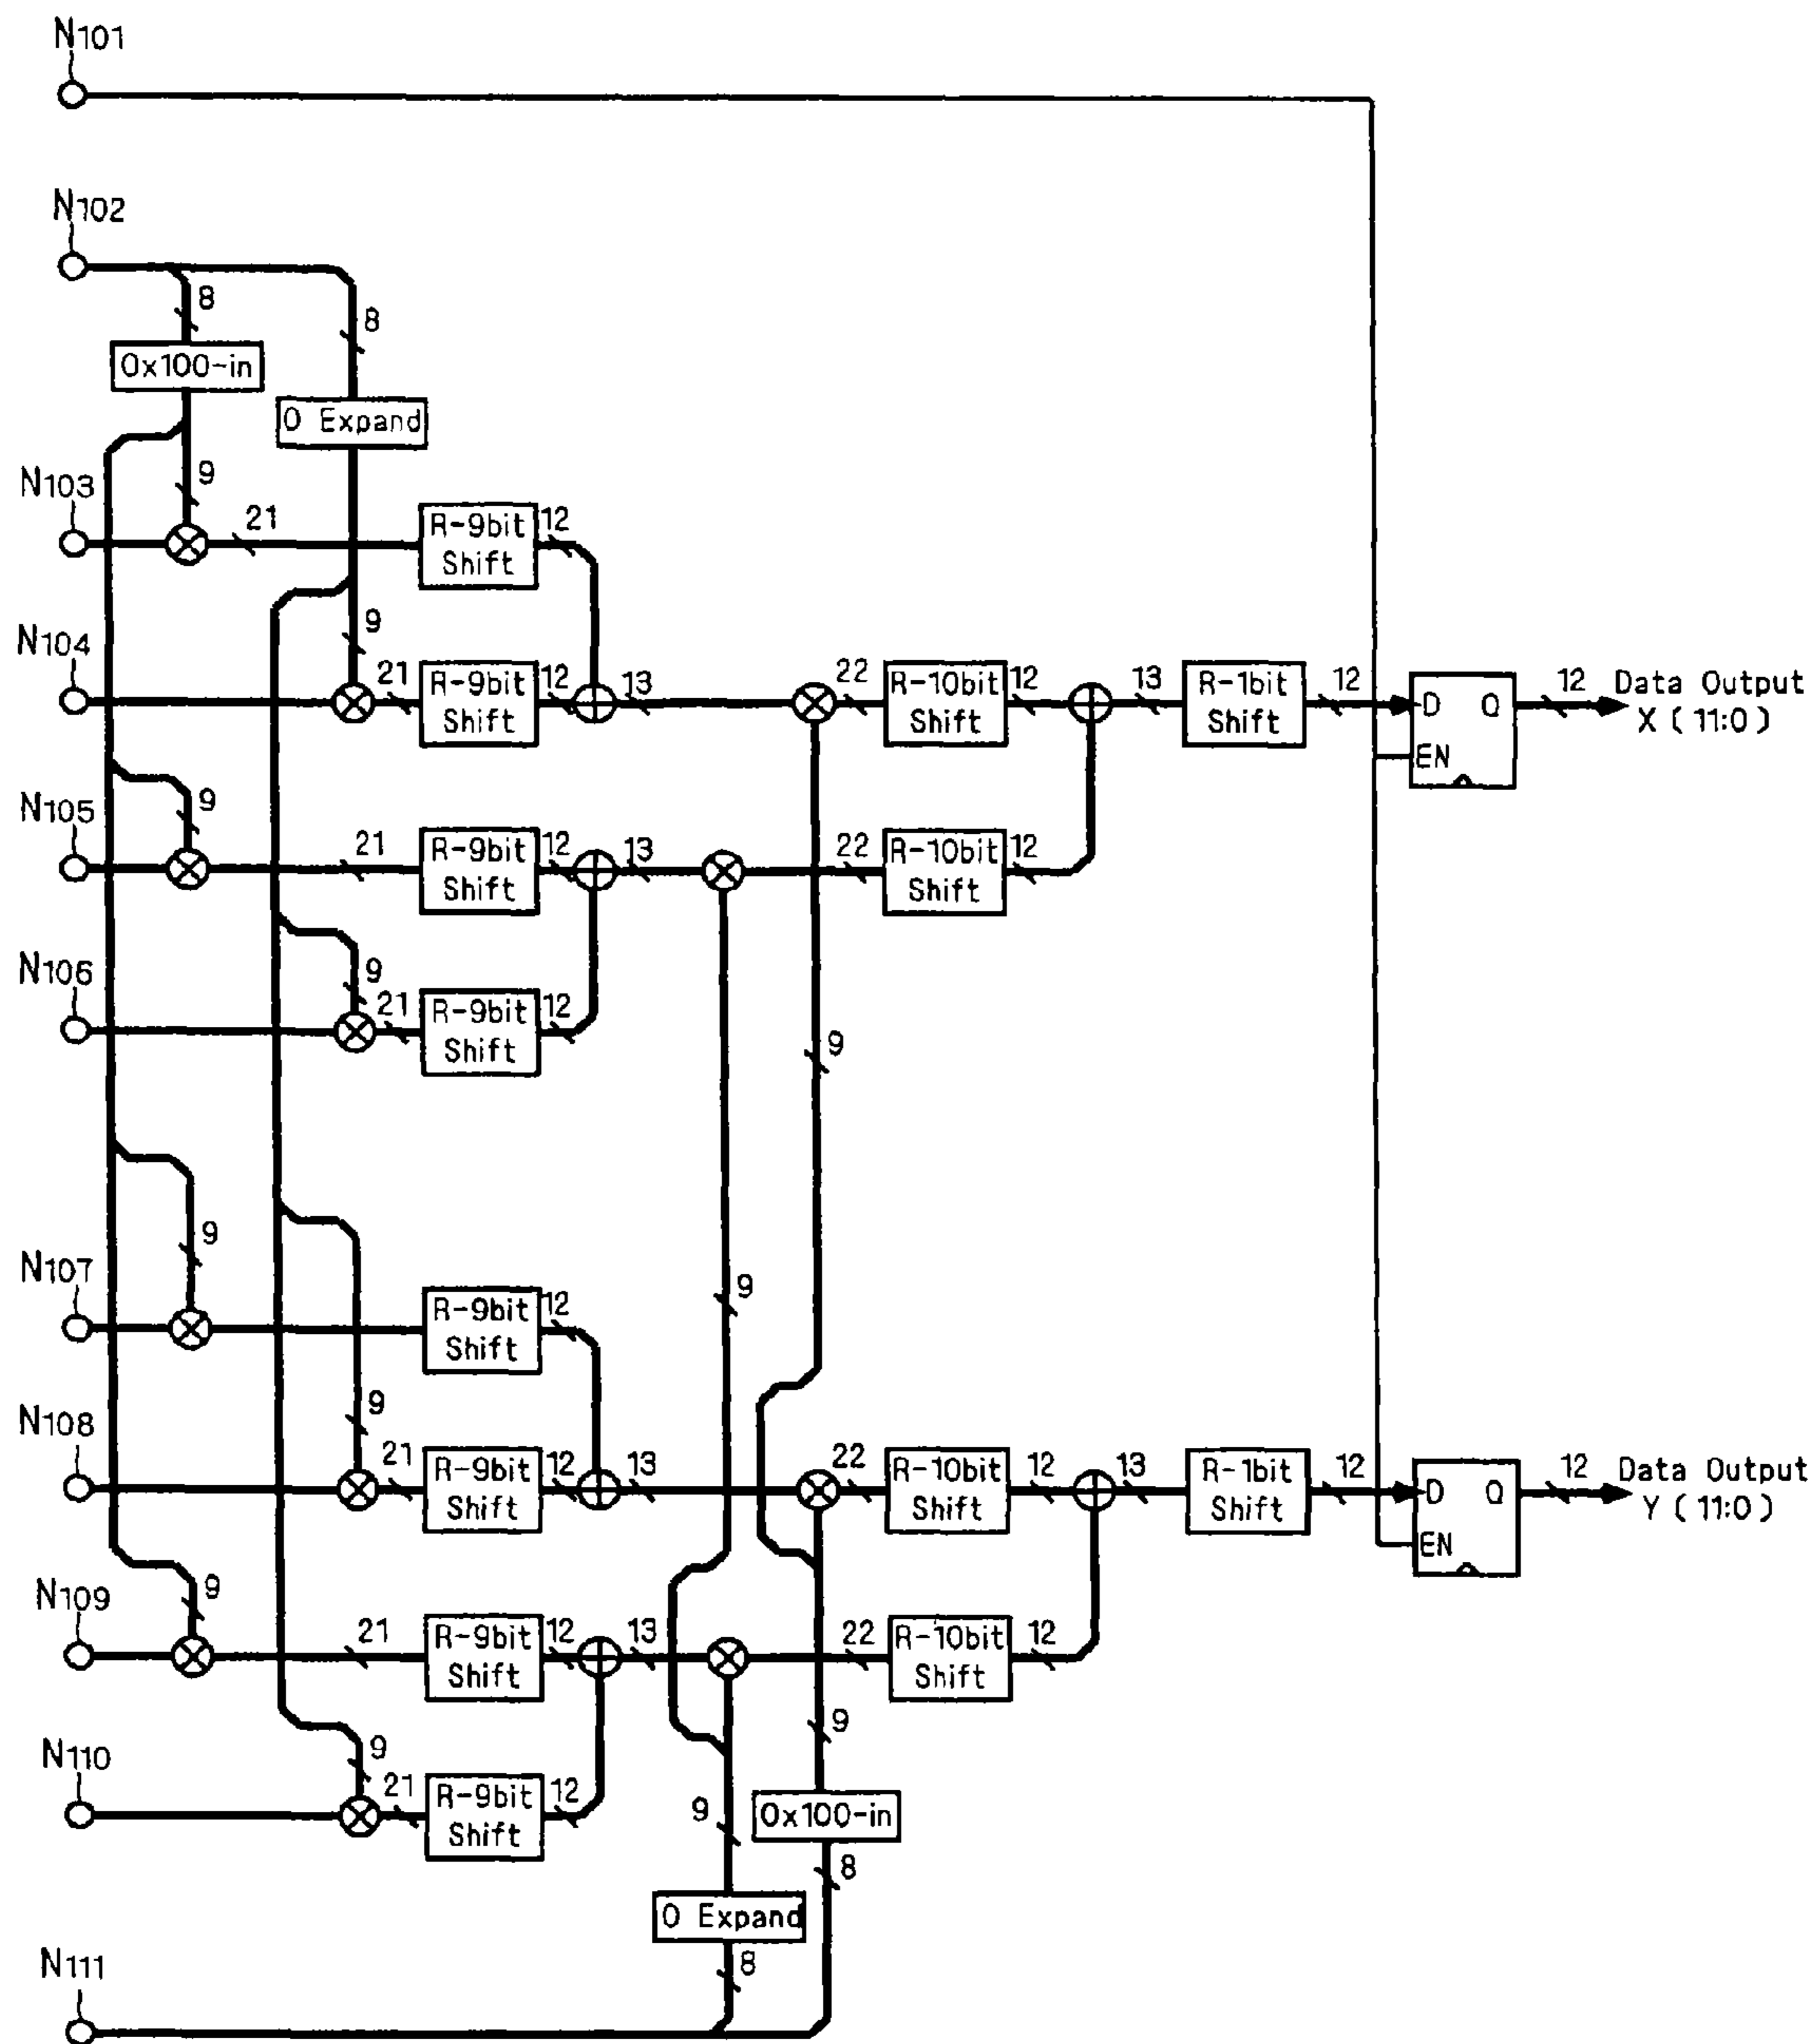 N101
N102
8
8
0x100-in
0 Expand
9
N103
21
R-9bit
Shift
12
9
N104
21
R-9bit
Shift
12
13
22
R-10bit
Shift
12
13
R-1bit
Shift
12
D
Q
EN
12
Data Output
X ( 11:0 )
9
N105
21
R-9bit
Shift
12
13
22
R-10bit
Shift
12
9
N106
21
R-9bit
Shift
12
9
9
9
N107
R-9bit
Shift
12
9
N108
21
R-9bit
Shift
12
13
22
R-10bit
Shift
12
13
R-1bit
Shift
12
D
Q
EN
12
Data Output
Y ( 11:0 )
9
N109
21
R-9bit
Shift
12
13
22
R-10bit
Shift
12
9
9
N110
21
R-9bit
Shift
12
9
0x100-in
8
0 Expand
8
N111